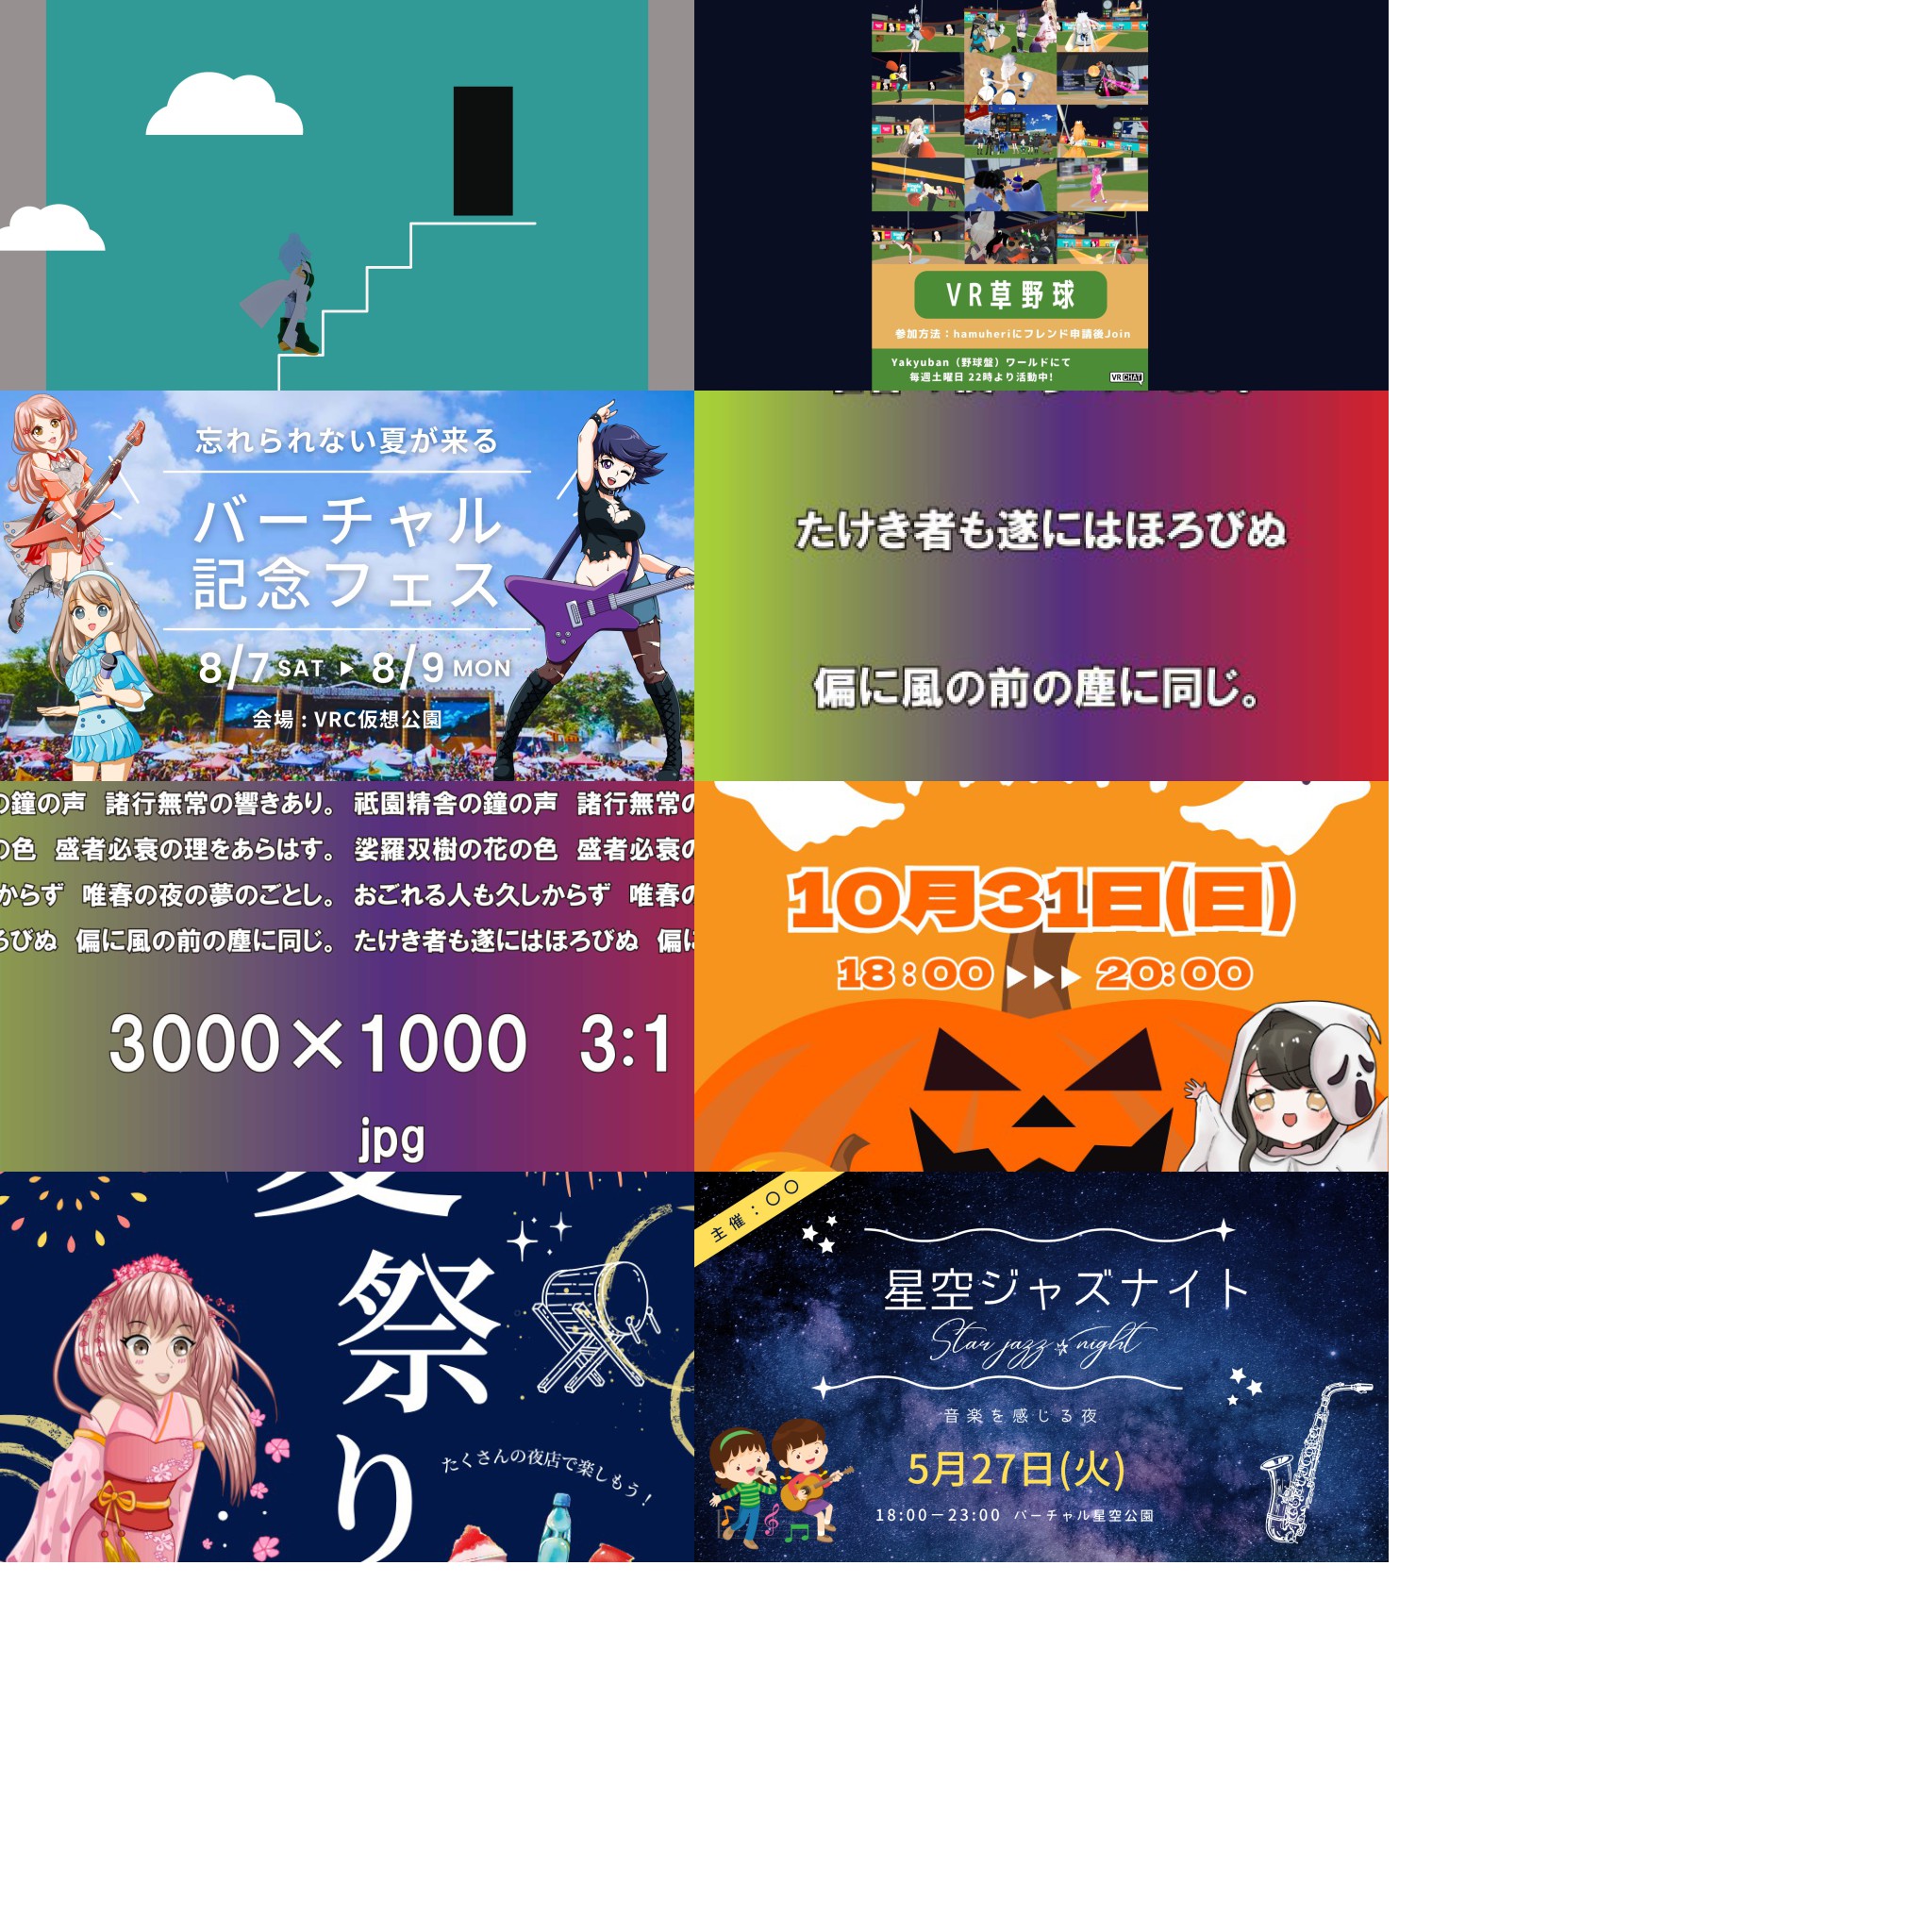 VR草野球
参加方法：hamuheriにフレンド申請後Join
Yakyuban（野球盤）ワールドにて
毎週土曜日 22時より活動中!
VRCHAT
忘れられない夏が来る
バーチャル
記念フェス
8/7 SAT ▶ 8/9 MON
会場 : VRC仮想公園
たけき者も遂にはほろびぬ
偏に風の前の塵に同じ。
の鐘の声 諸行無常の響きあり。 祇園精舎の鐘の声 諸行無常の
の色 盛者必衰の理をあらはす。 娑羅双樹の花の色 盛者必衰の
からず 唯春の夜の夢のごとし。 おごれる人も久しからず 唯春の
ろびぬ 偏に風の前の塵に同じ。 たけき者も遂にはほろびぬ 偏に
3000×1000 3:1
jpg
10月31日(日)
18:00 ▶▶▶ 20:00
夏祭り
たくさんの夜店で楽しもう!
主催：〇〇
星空ジャズナイト
Star jazz night
音楽を感じる夜
5月27日(火)
18:00－23:00 バーチャル星空公園